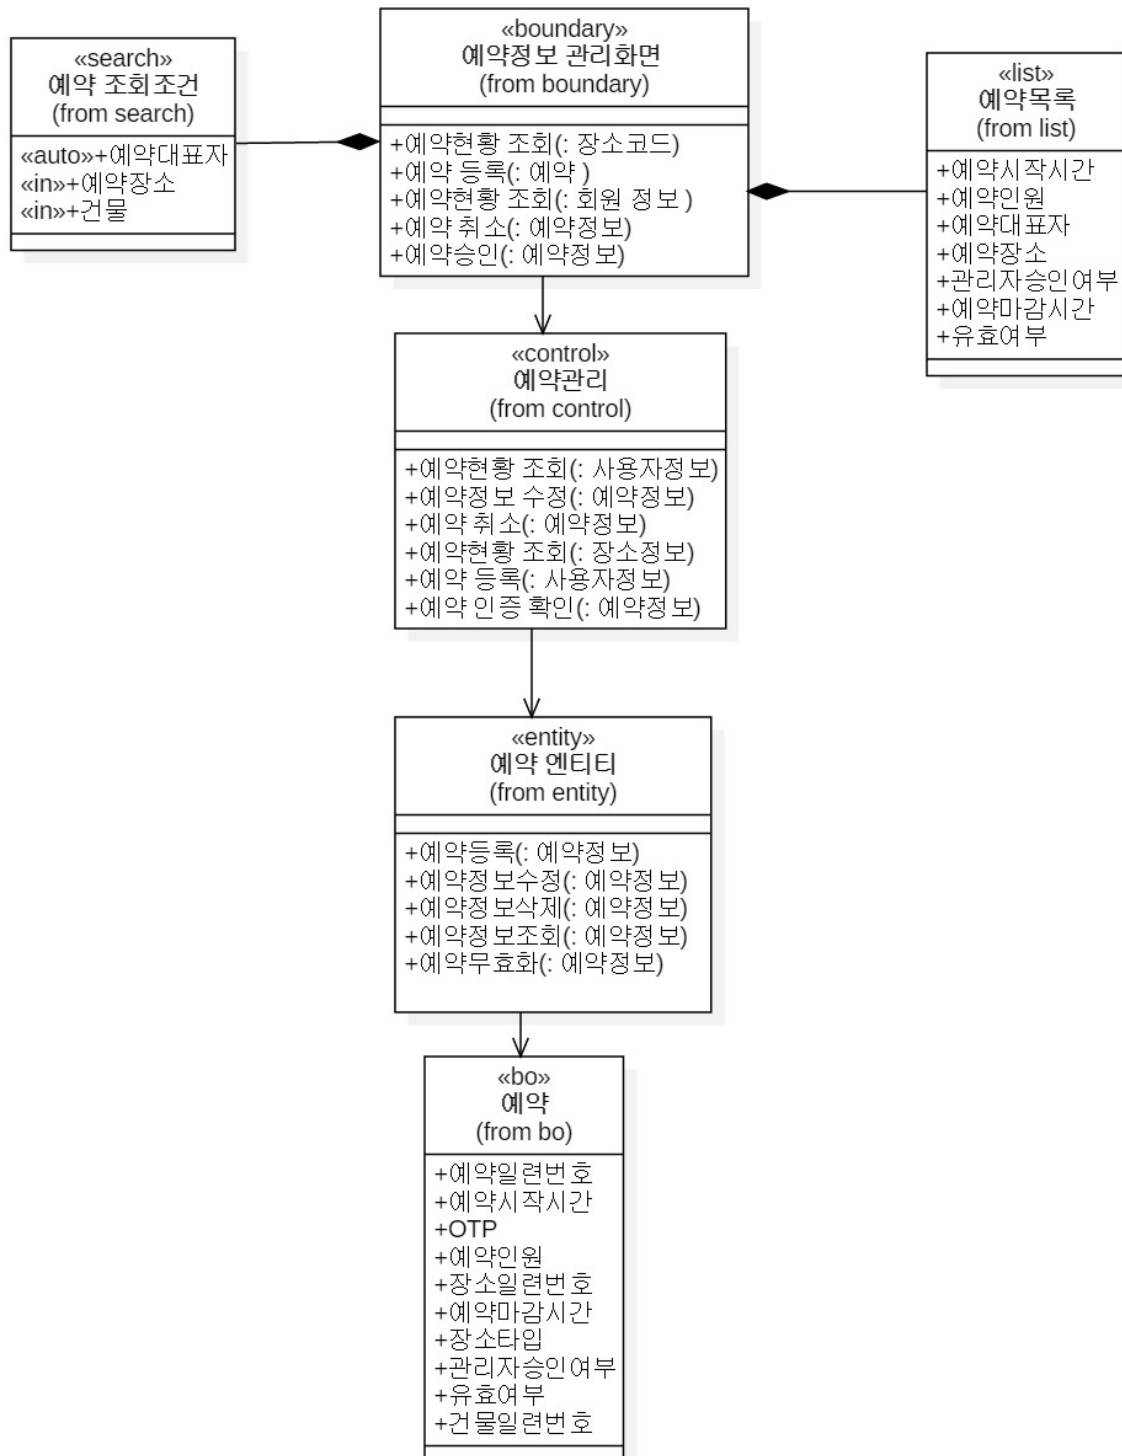 «search»
예약 조회조건
(from search)
«auto»+예약대표자
«in»+예약장소
«in»+건물
«boundary»
예약정보 관리화면
(from boundary)
+예약현황 조회(: 장소코드)
+예약 등록(: 예약 )
+예약현황 조회(: 회원 정보 )
+예약 취소(: 예약정보)
+예약승인(: 예약정보)
«list»
예약목록
(from list)
+예약시작시간
+예약인원
+예약대표자
+예약장소
+관리자승인여부
+예약마감시간
+유효여부
«control»
예약관리
(from control)
+예약현황 조회(: 사용자정보)
+예약정보 수정(: 예약정보)
+예약 취소(: 예약정보)
+예약현황 조회(: 장소정보)
+예약 등록(: 사용자정보)
+예약 인증 확인(: 예약정보)
«entity»
예약 엔티티
(from entity)
+예약등록(: 예약정보)
+예약정보수정(: 예약정보)
+예약정보삭제(: 예약정보)
+예약정보조회(: 예약정보)
+예약무효화(: 예약정보)
«bo»
예약
(from bo)
+예약일련번호
+예약시작시간
+OTP
+예약인원
+장소일련번호
+예약마감시간
+장소타입
+관리자승인여부
+유효여부
+건물일련번호